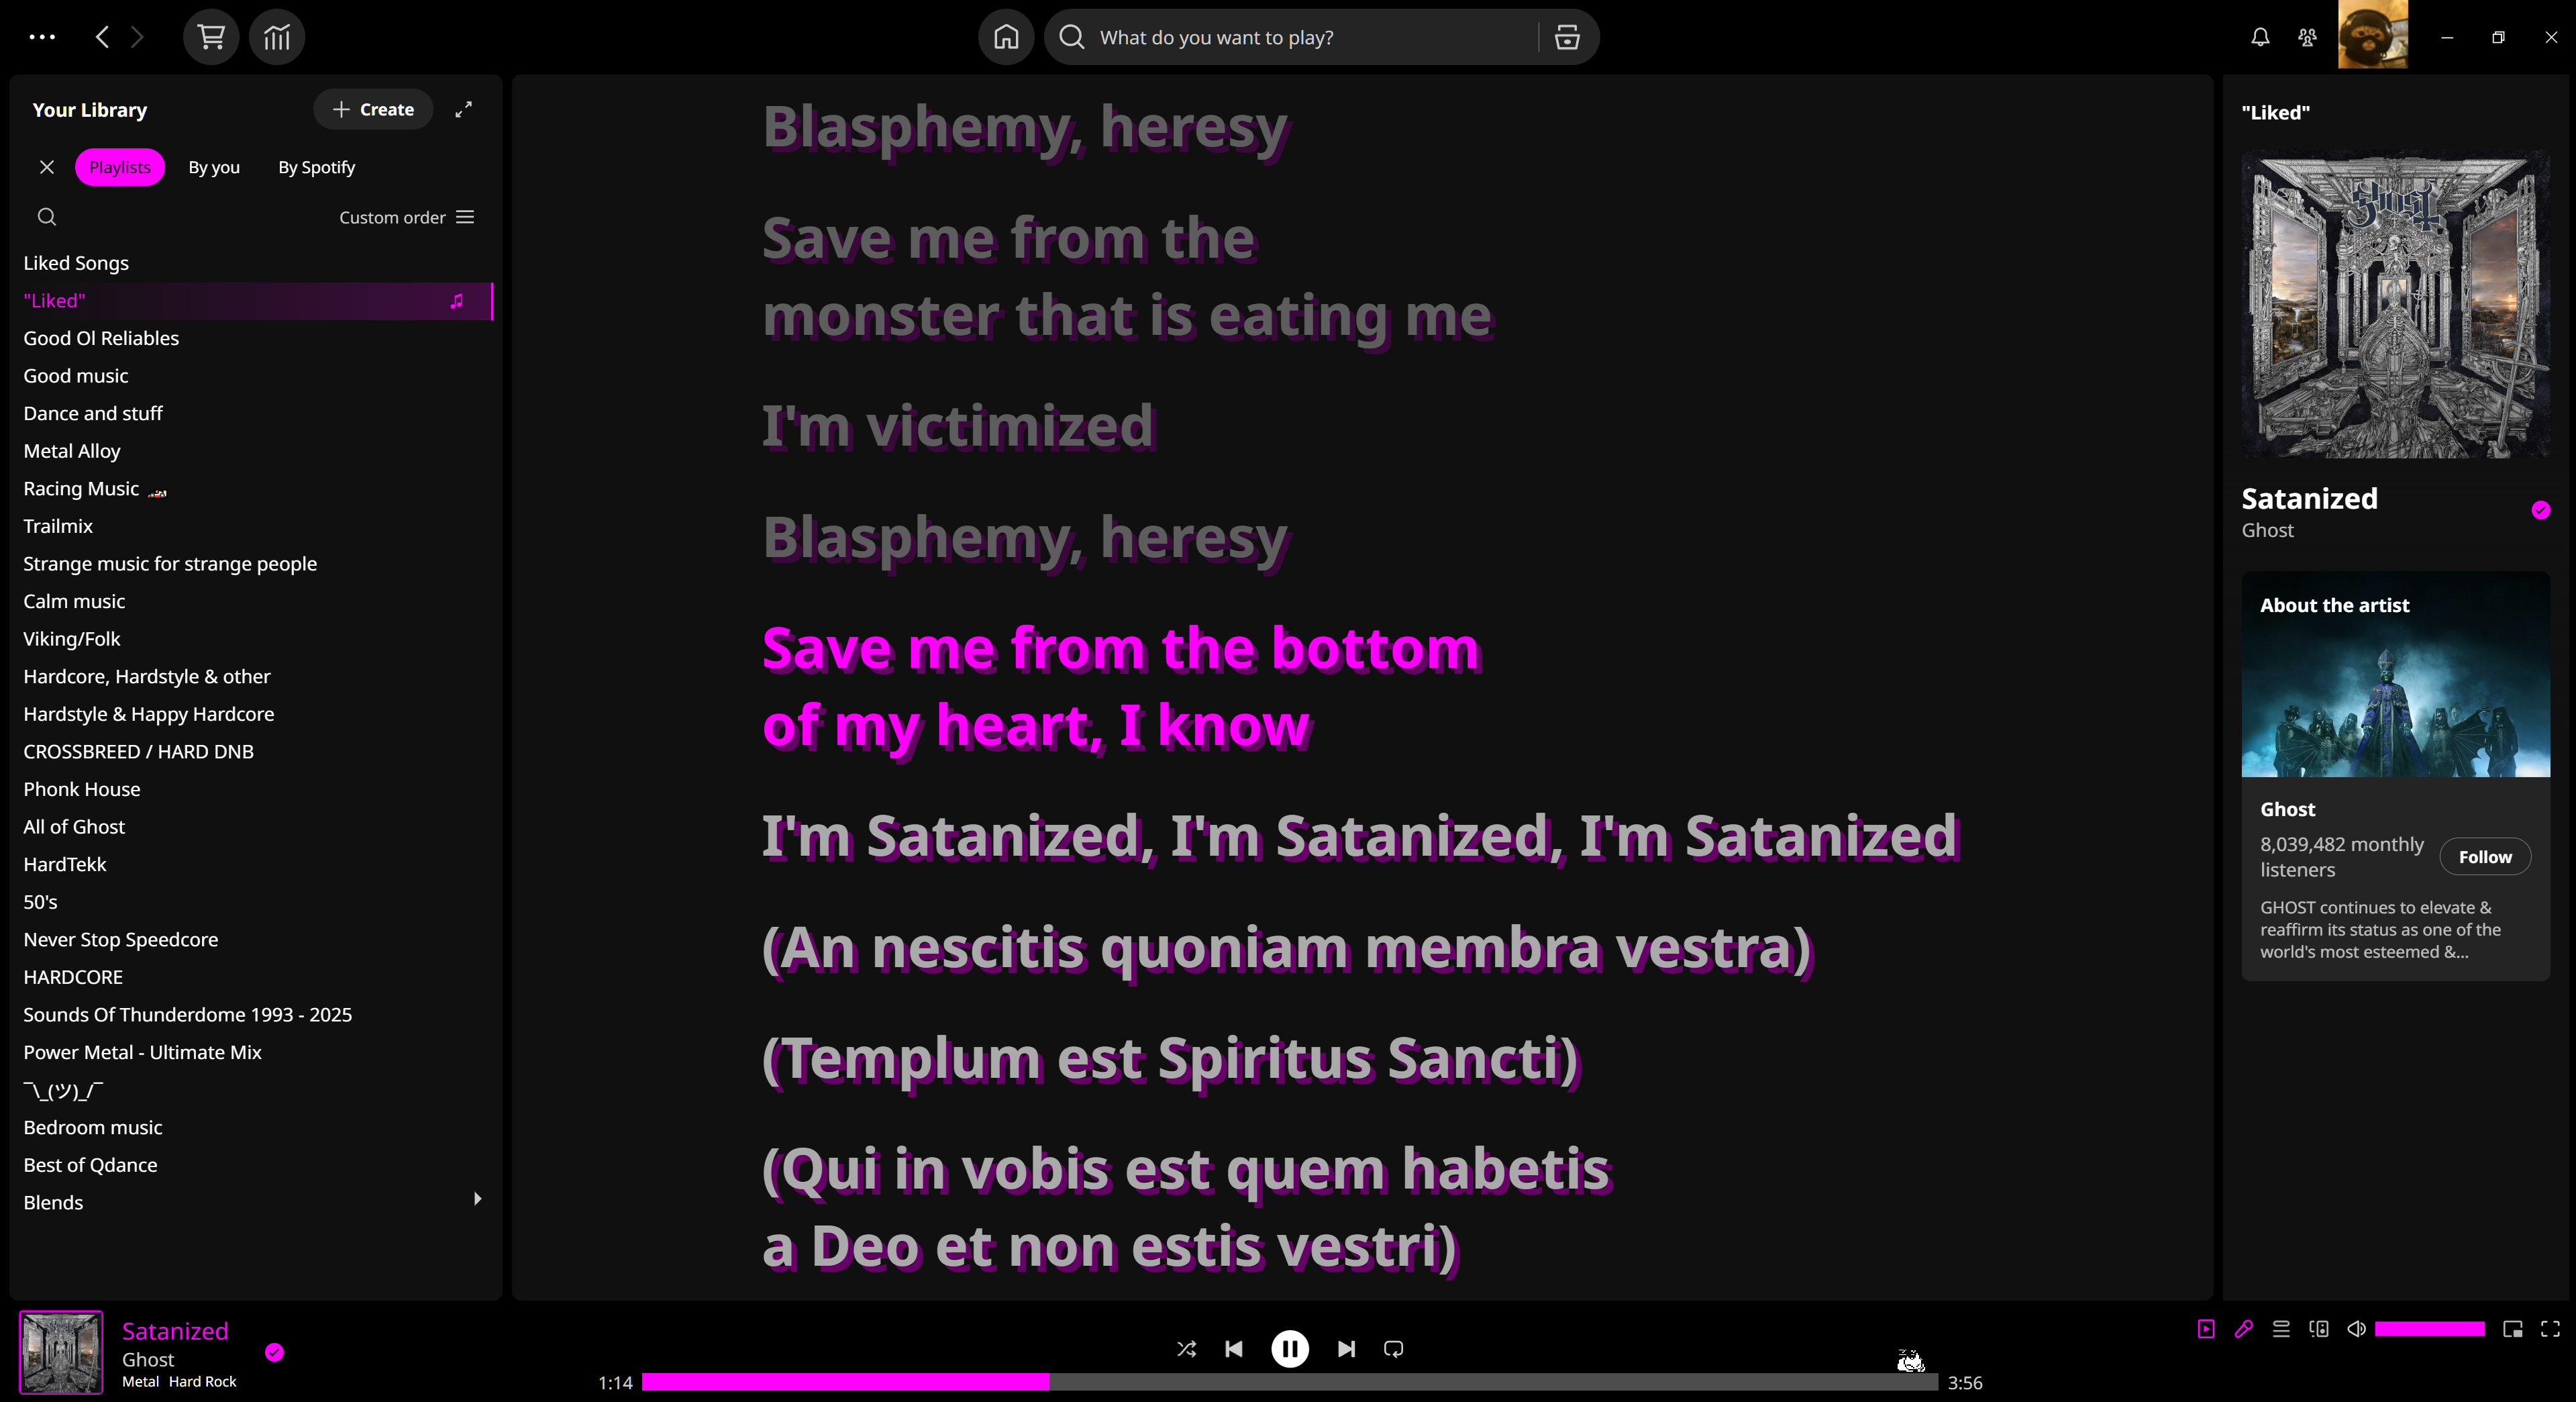 What do you want to play?
Your Library
Create
Playlists
By you
By Spotify
Custom order
Liked Songs
"Liked"
Good Ol Reliables
Good music
Dance and stuff
Metal Alloy
Racing Music 🏎️
Trailmix
Strange music for strange people
Calm music
Viking/Folk
Hardcore, Hardstyle & other
Hardstyle & Happy Hardcore
CROSSBREED / HARD DNB
Phonk House
All of Ghost
HardTekk
50's
Never Stop Speedcore
HARDCORE
Sounds Of Thunderdome 1993 - 2025
Power Metal - Ultimate Mix
¯\_(ツ)_/¯
Bedroom music
Best of Qdance
Blends
Blasphemy, heresy
Save me from the
monster that is eating me
I'm victimized
Blasphemy, heresy
Save me from the bottom
of my heart, I know
I'm Satanized, I'm Satanized, I'm Satanized
(An nescitis quoniam membra vestra)
(Templum est Spiritus Sancti)
(Qui in vobis est quem habetis
a Deo et non estis vestri)
"Liked"
Ghost
Satanized
Ghost
About the artist
Ghost
8,039,482 monthly
listeners
Follow
GHOST continues to elevate &
reaffirm its status as one of the
world's most esteemed &...
Satanized
Ghost
Metal Hard Rock
1:14
3:56